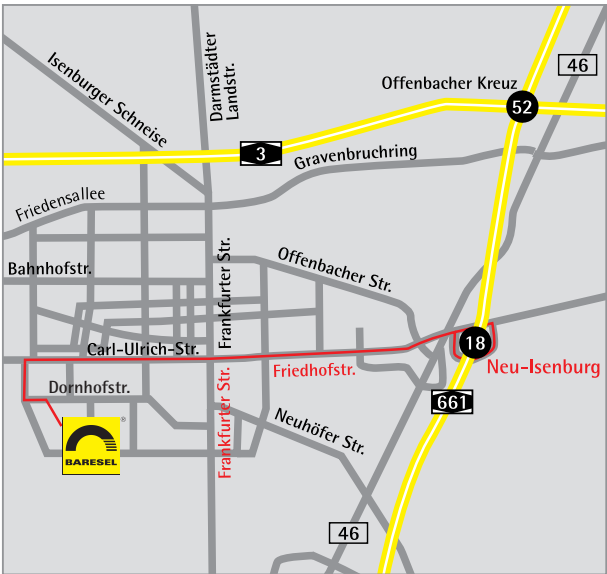 Isenburger Schneise
Darmstädter
Landstr.
46
Offenbacher Kreuz
52
3
Gravenbruchring
Friedensallee
Bahnhofstr.
Frankfurter Str.
Offenbacher Str.
18
Carl-Ulrich-Str.
Friedhofstr.
Neu-Isenburg
Dornhofstr.
Frankfurter Str.
661
Neuhöfer Str.
®
BARESEL
46